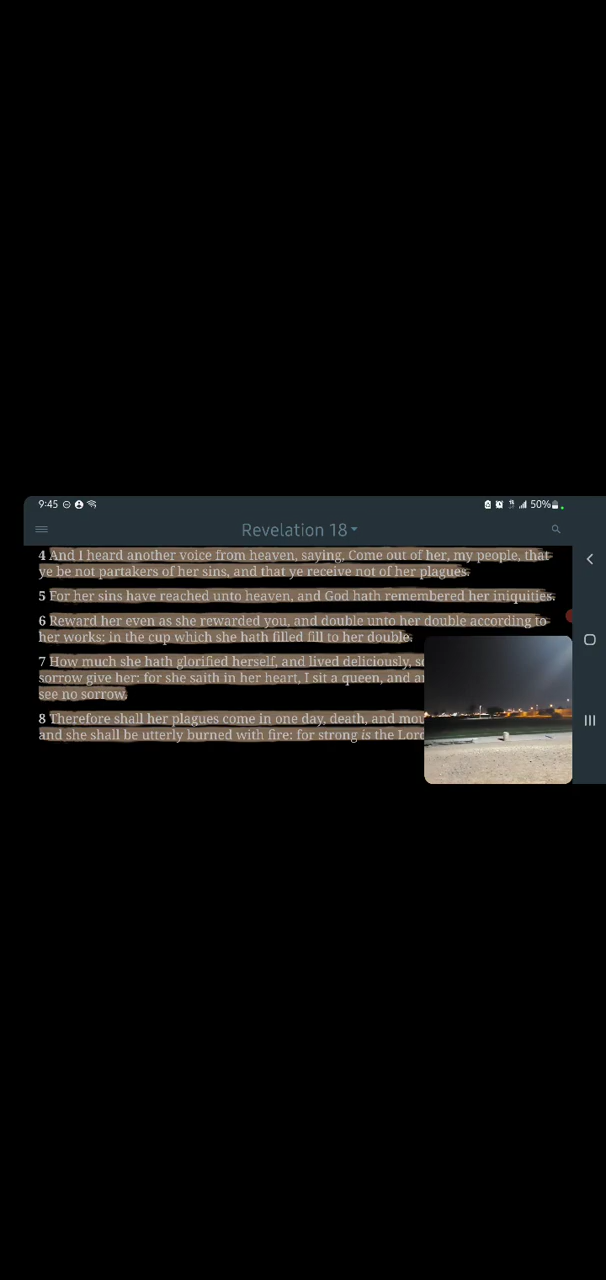 9:45 50%
Revelation 18
4 And I heard another voice from heaven, saying, Come out of her, my people, that
ye be not partakers of her sins, and that ye receive not of her plagues.
5 For her sins have reached unto heaven, and God hath remembered her iniquities.
6 Reward her even as she rewarded you, and double unto her double according to
her works: in the cup which she hath filled fill to her double.
7 How much she hath glorified herself, and lived deliciously,
sorrow give her: for she saith in her heart, I sit a queen, and
see no sorrow.
8 Therefore shall her plagues come in one day, death, and
and she shall be utterly burned with fire: for strong is the